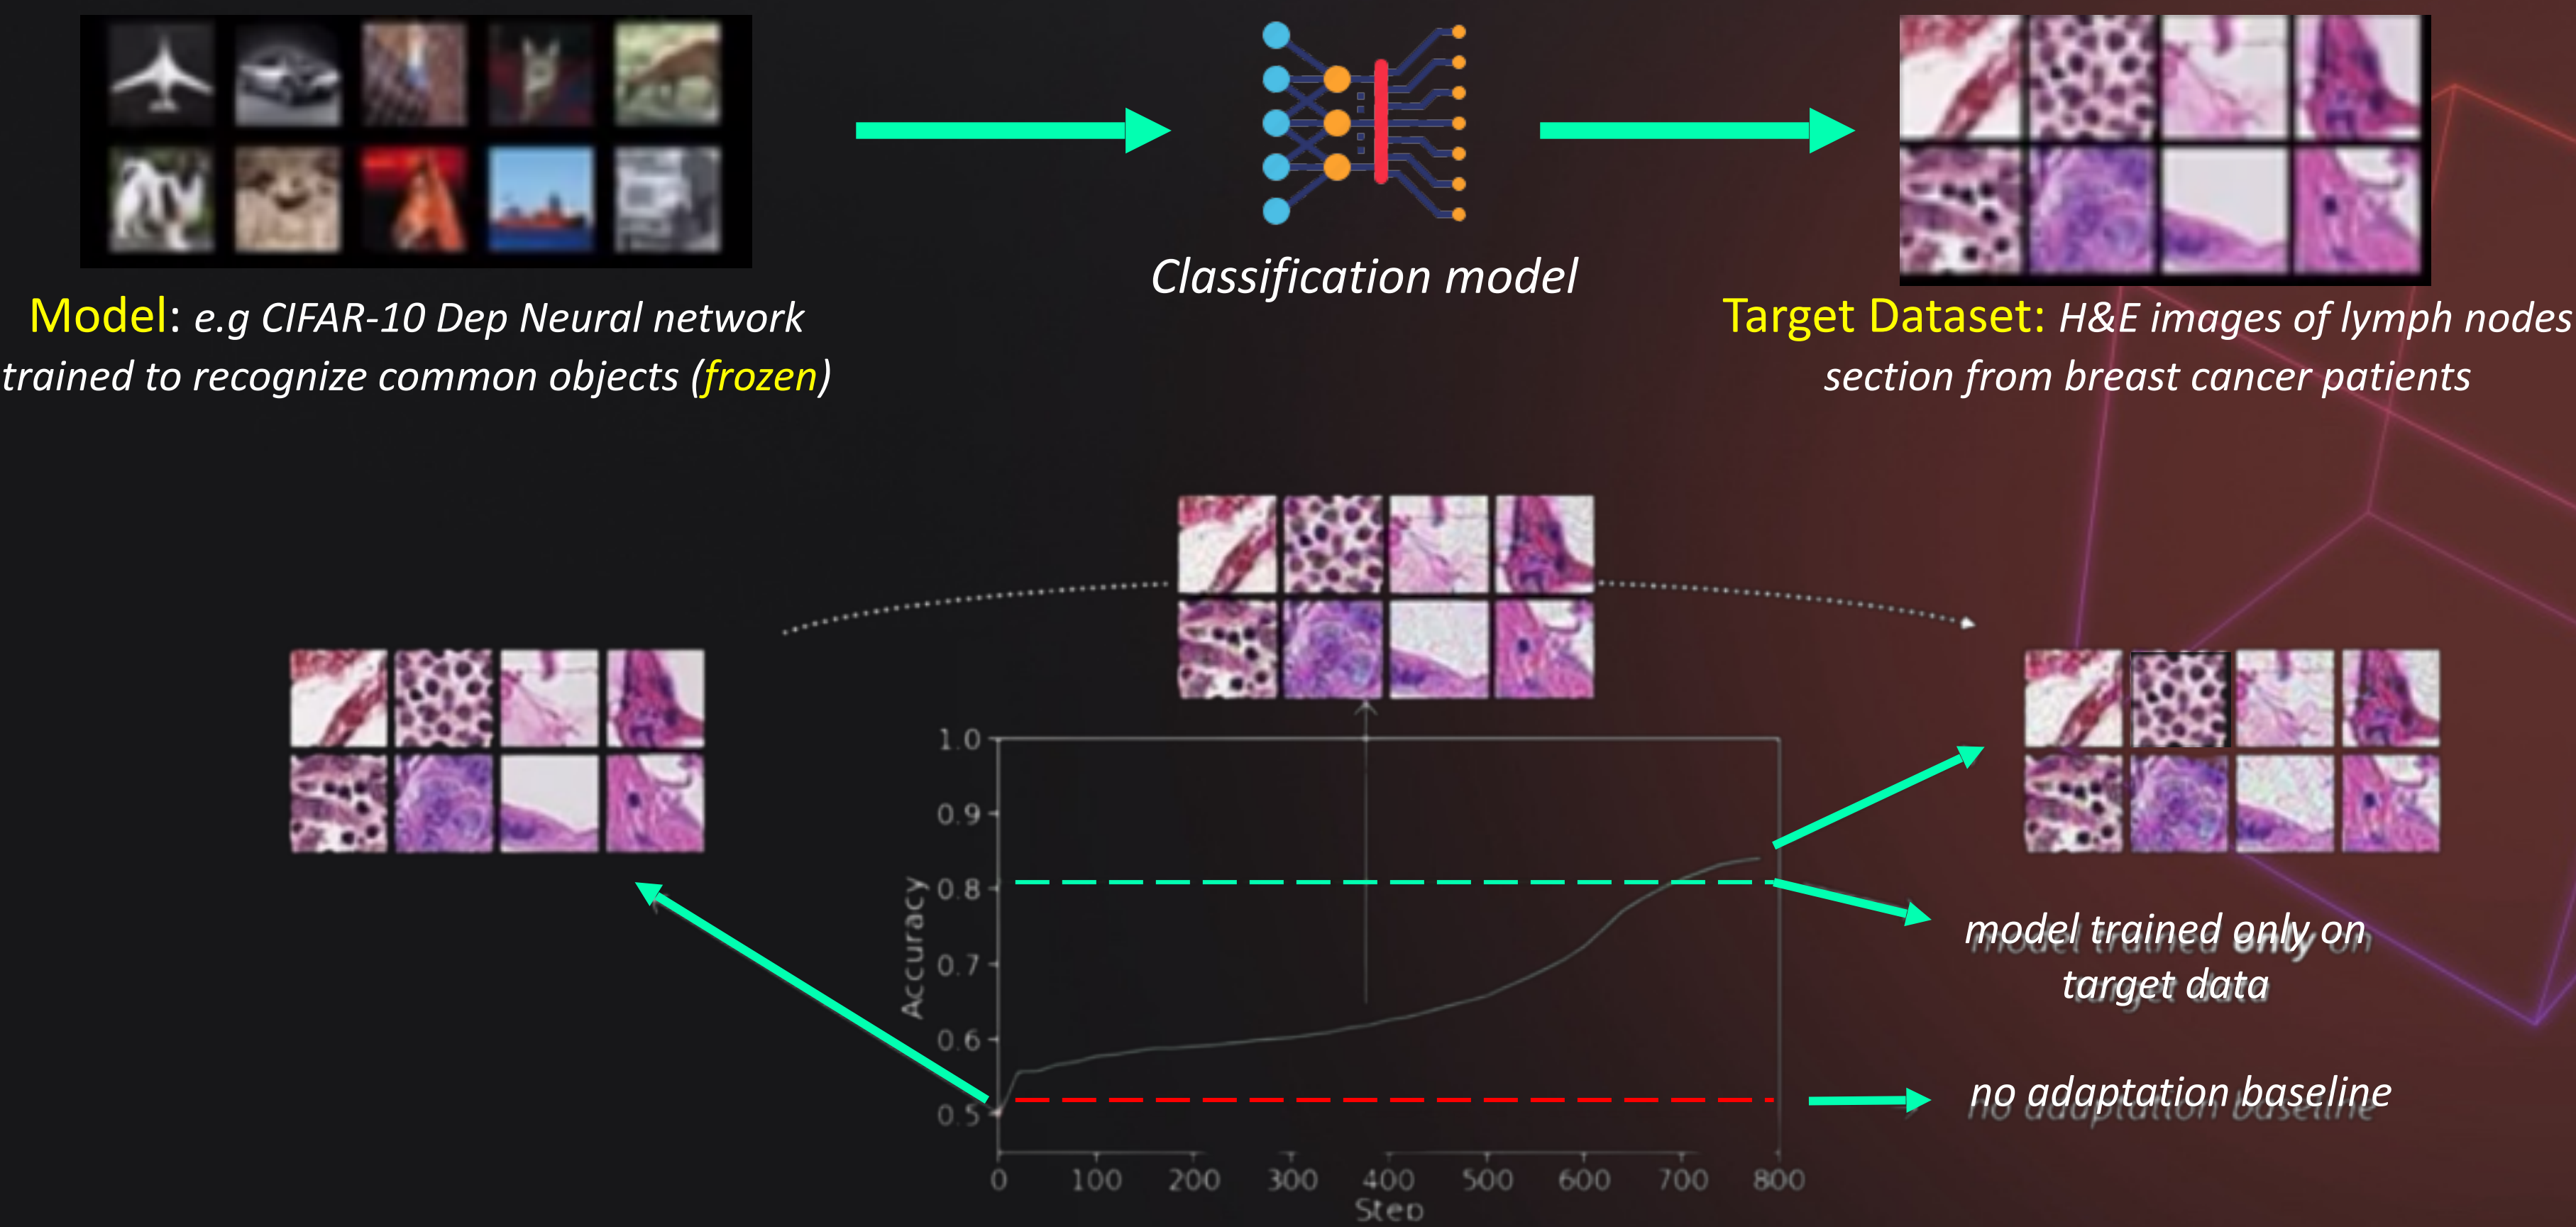 Classification model
Model: e.g CIFAR-10 Dep Neural network
trained to recognize common objects (frozen)
Target Dataset: H&E images of lymph nodes
section from breast cancer patients
1.0
0.9
0.8
0.7
0.6
0.5
Accuracy
0 100 200 300 400 500 600 700 800
Step
model trained only on
target data
no adaptation baseline